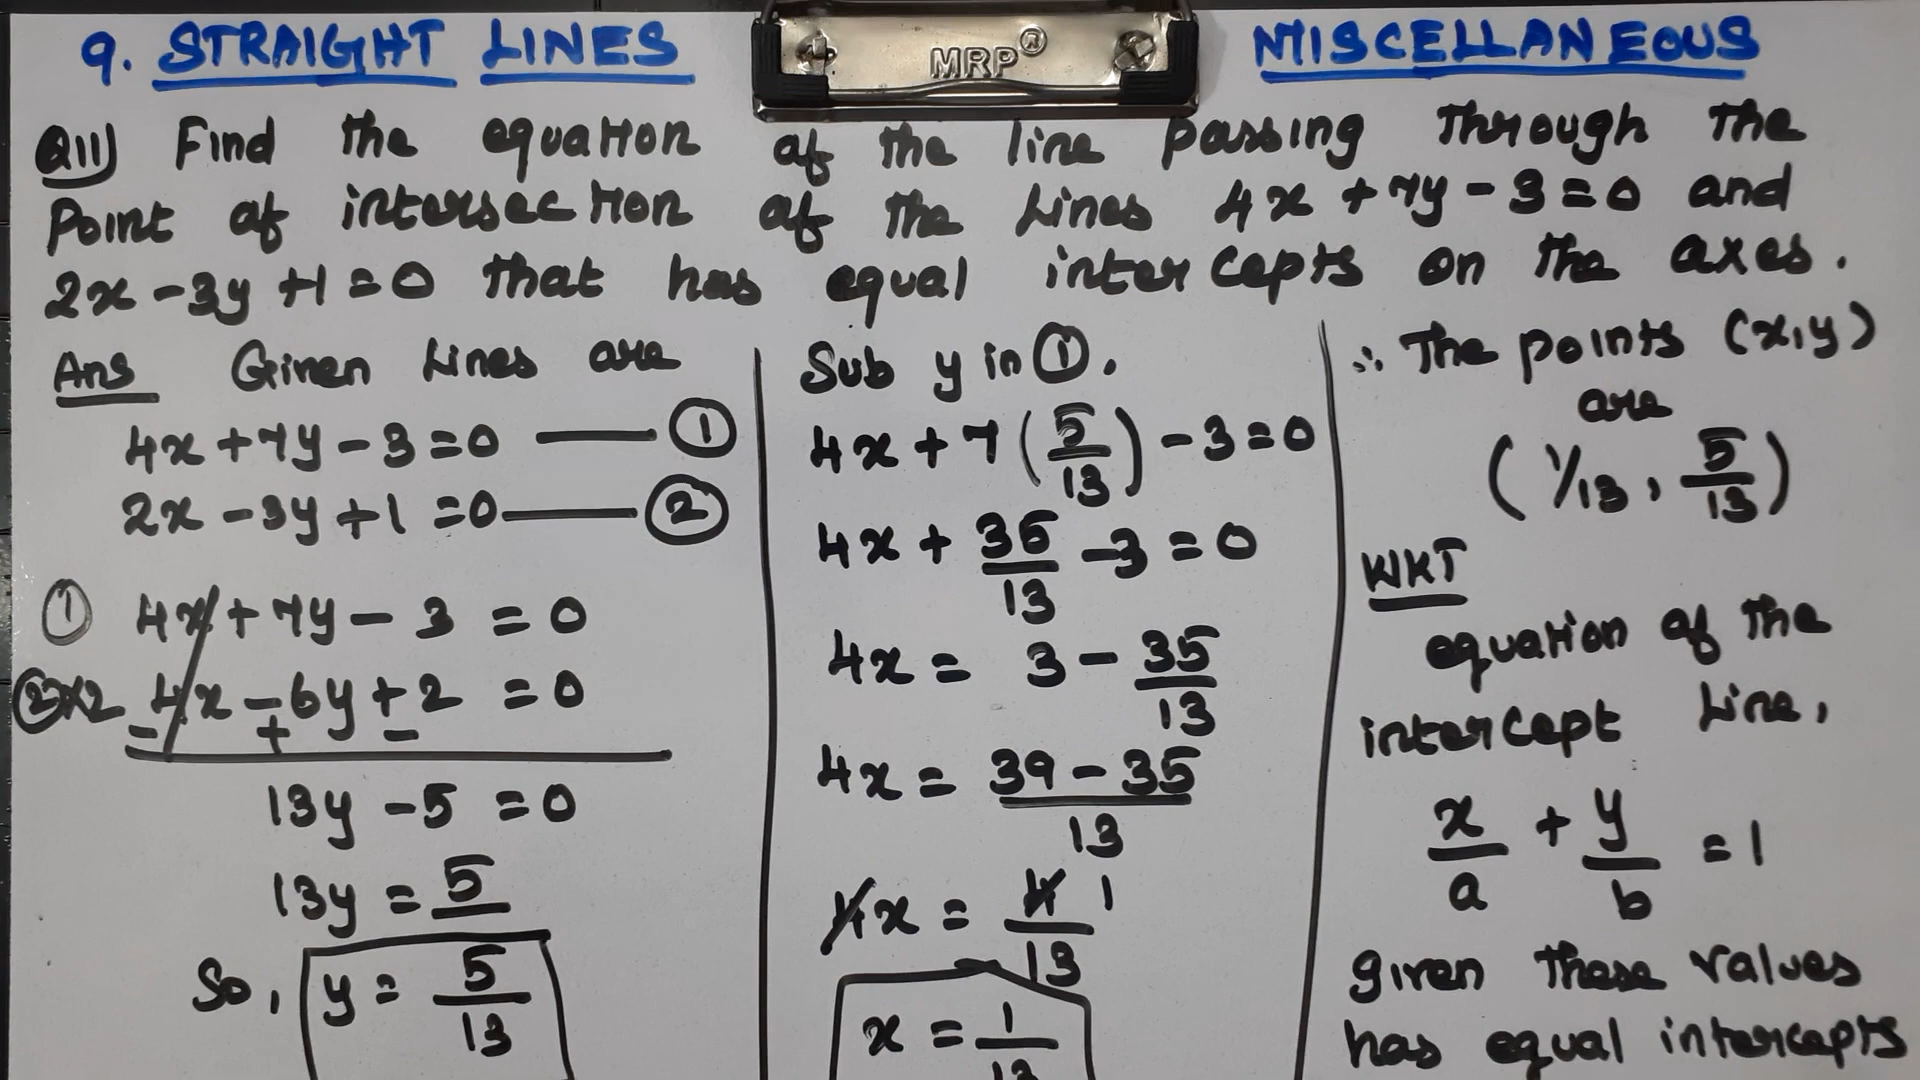 9. STRAIGHT LINES
MRP®
MISCELLANEOUS
Q11) Find the equation of the line passing through the
Point of intersection of the lines 4x + 7y - 3 = 0 and
2x - 3y + 1 = 0 that has equal intercepts on the axes.
Ans Given lines are
4x + 7y - 3 = 0 —— ①
2x - 3y + 1 = 0 —— ②
① 4x + 7y - 3 = 0
②x2 4x - 6y + 2 = 0
- + -
13y - 5 = 0
13y = 5
So, y = 5/13
Sub y in ①.
4x + 7 (5/13) - 3 = 0
4x + 35/13 - 3 = 0
4x = 3 - 35/13
4x = 39 - 35/13
4x = 4/13 1
x = 1/13
∴ The points (x,y)
are
(1/13, 5/13)
WKT
equation of the
intercept line,
x/a + y/b = 1
given these values
has equal intercepts